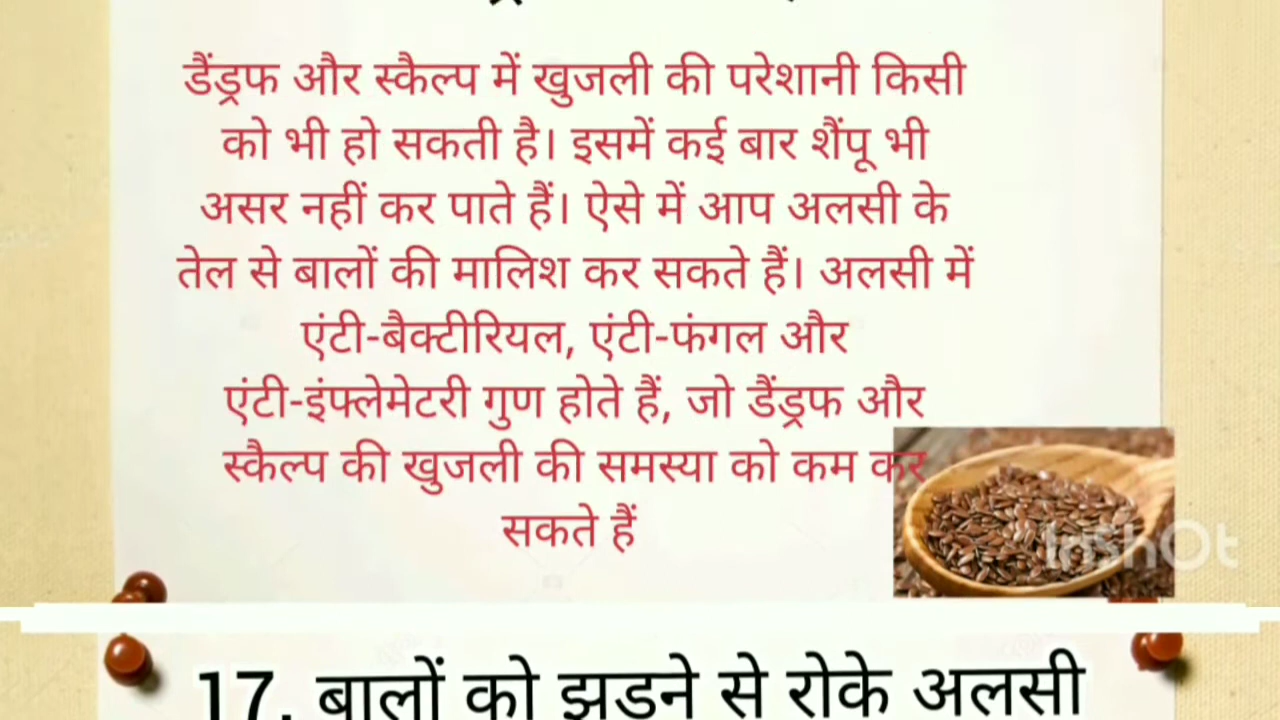 डैंड्रफ और स्कैल्प में खुजली की परेशानी किसी
को भी हो सकती है। इसमें कई बार शैंपू भी
असर नहीं कर पाते हैं। ऐसे में आप अलसी के
तेल से बालों की मालिश कर सकते हैं। अलसी में
एंटी-बैक्टीरियल, एंटी-फंगल और
एंटी-इंफ्लेमेटरी गुण होते हैं, जो डैंड्रफ और
स्कैल्प की खुजली की समस्या को कम कर
सकते हैं
InshOt
17. बालों को झडने से रोके अलसी